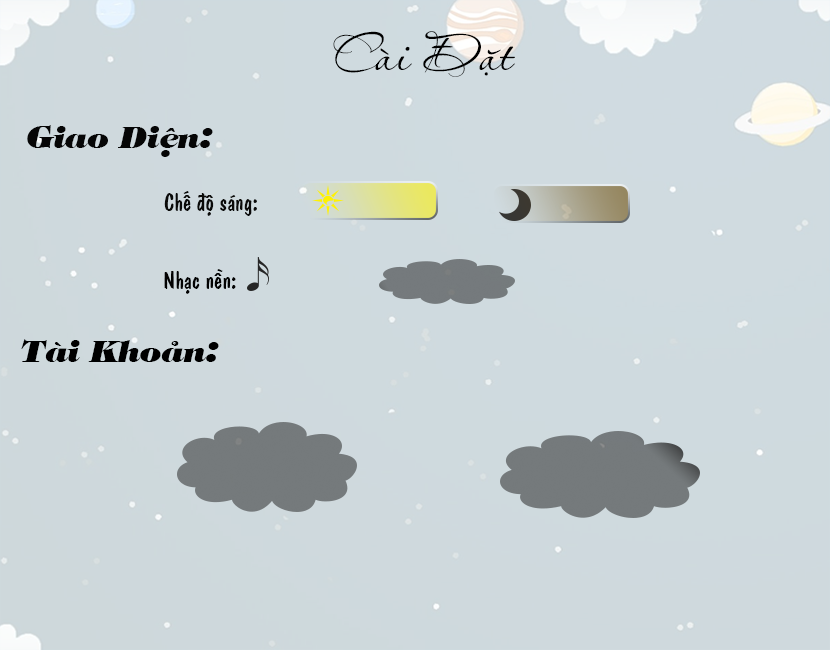 Cài Đặt
Giao Diện:
Chế độ sáng:
Nhạc nền:
Tài Khoản: